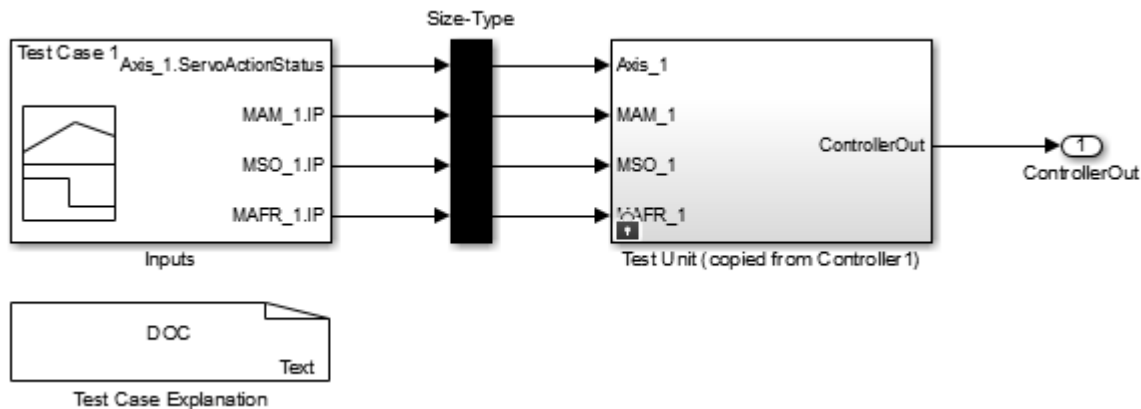 Size-Type
Test Case 1
Axis_1.ServoActionStatus
MAM_1.IP
MSO_1.IP
MAFR_1.IP
Inputs
Axis_1
MAM_1
MSO_1
MAFR_1
ControllerOut
Test Unit (copied from Controller1)
1
ControllerOut
DOC
Text
Test Case Explanation